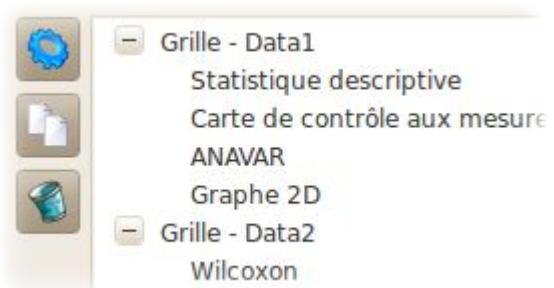 Grille - Data1
Statistique descriptive
Carte de contrôle aux mesure
ANAVAR
Graphe 2D
Grille - Data2
Wilcoxon